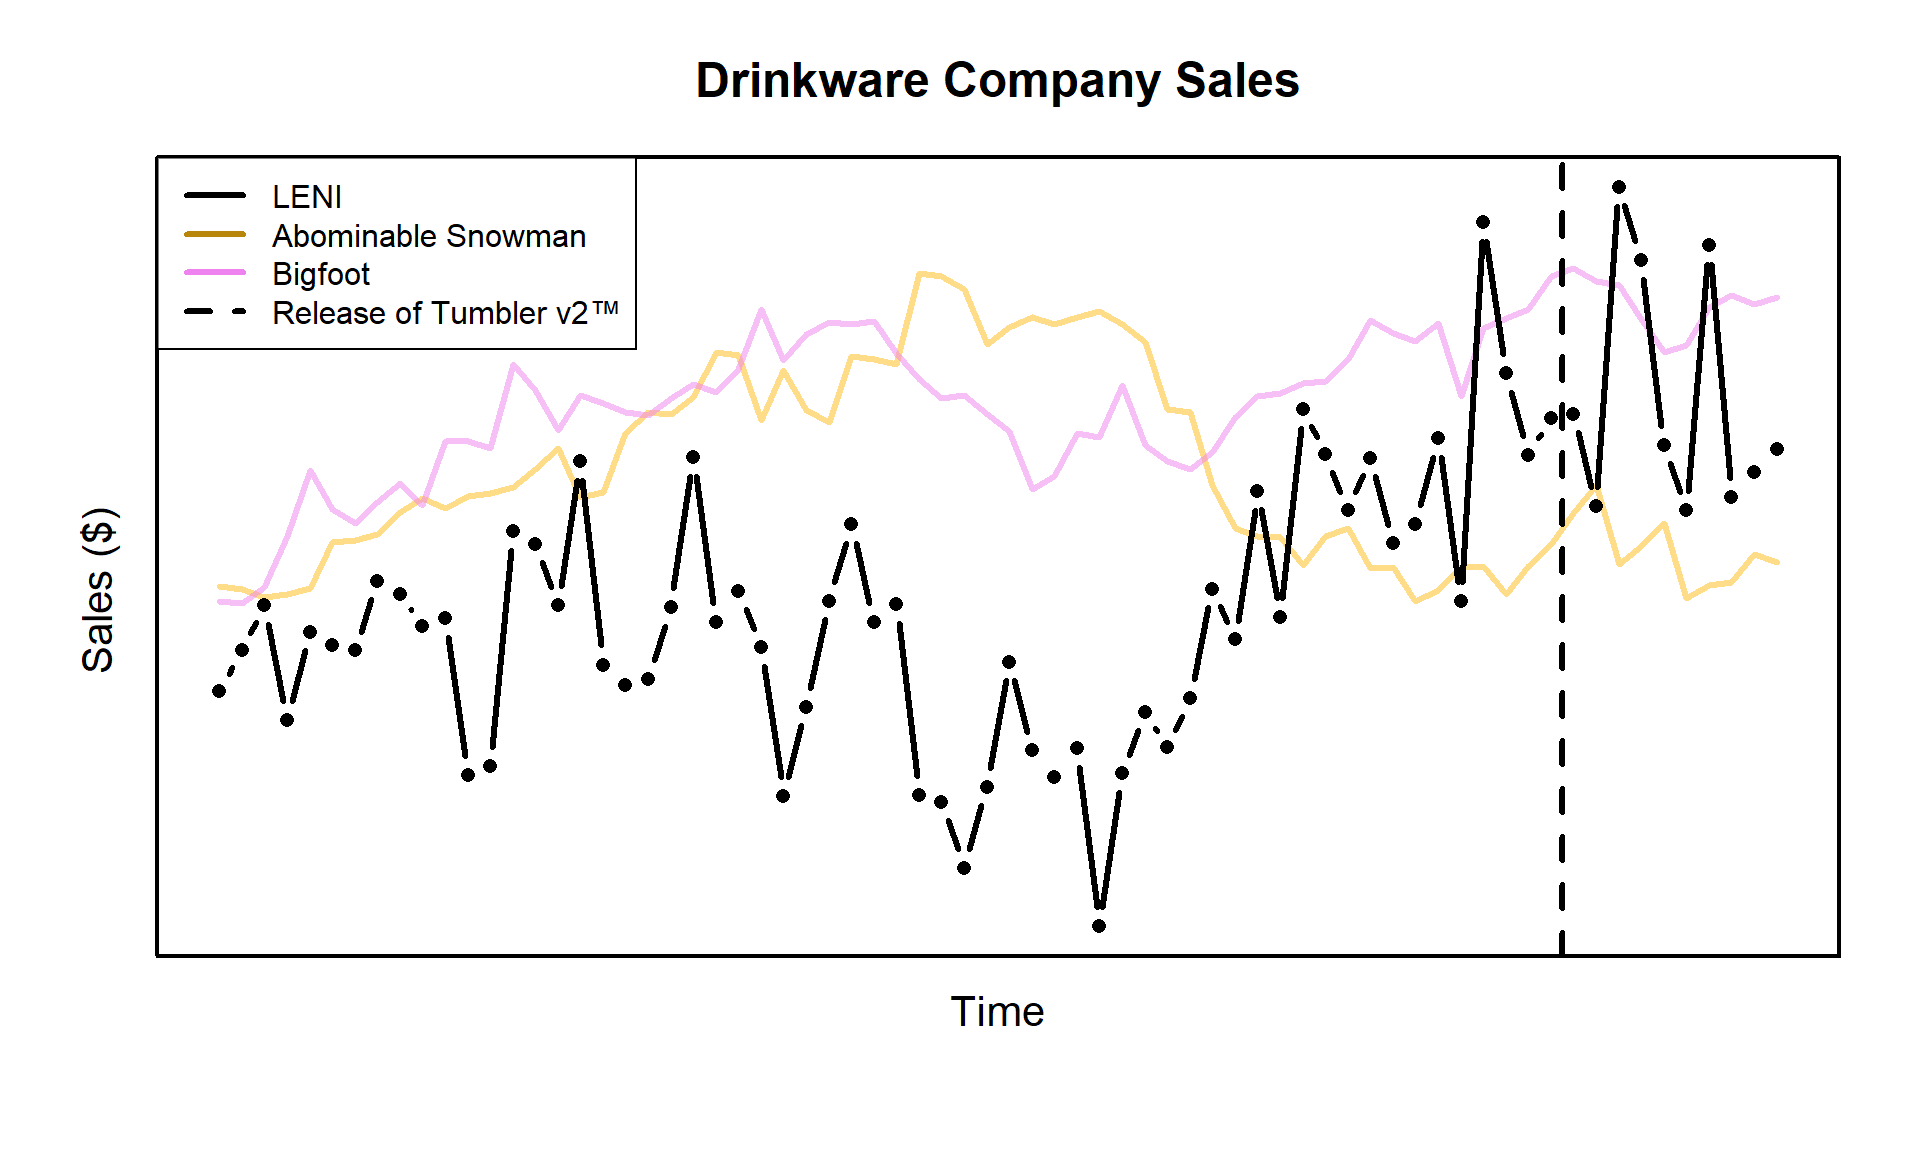 Drinkware Company Sales
LENI
Abominable Snowman
Bigfoot
Release of Tumbler v2™
Sales ($)
Time